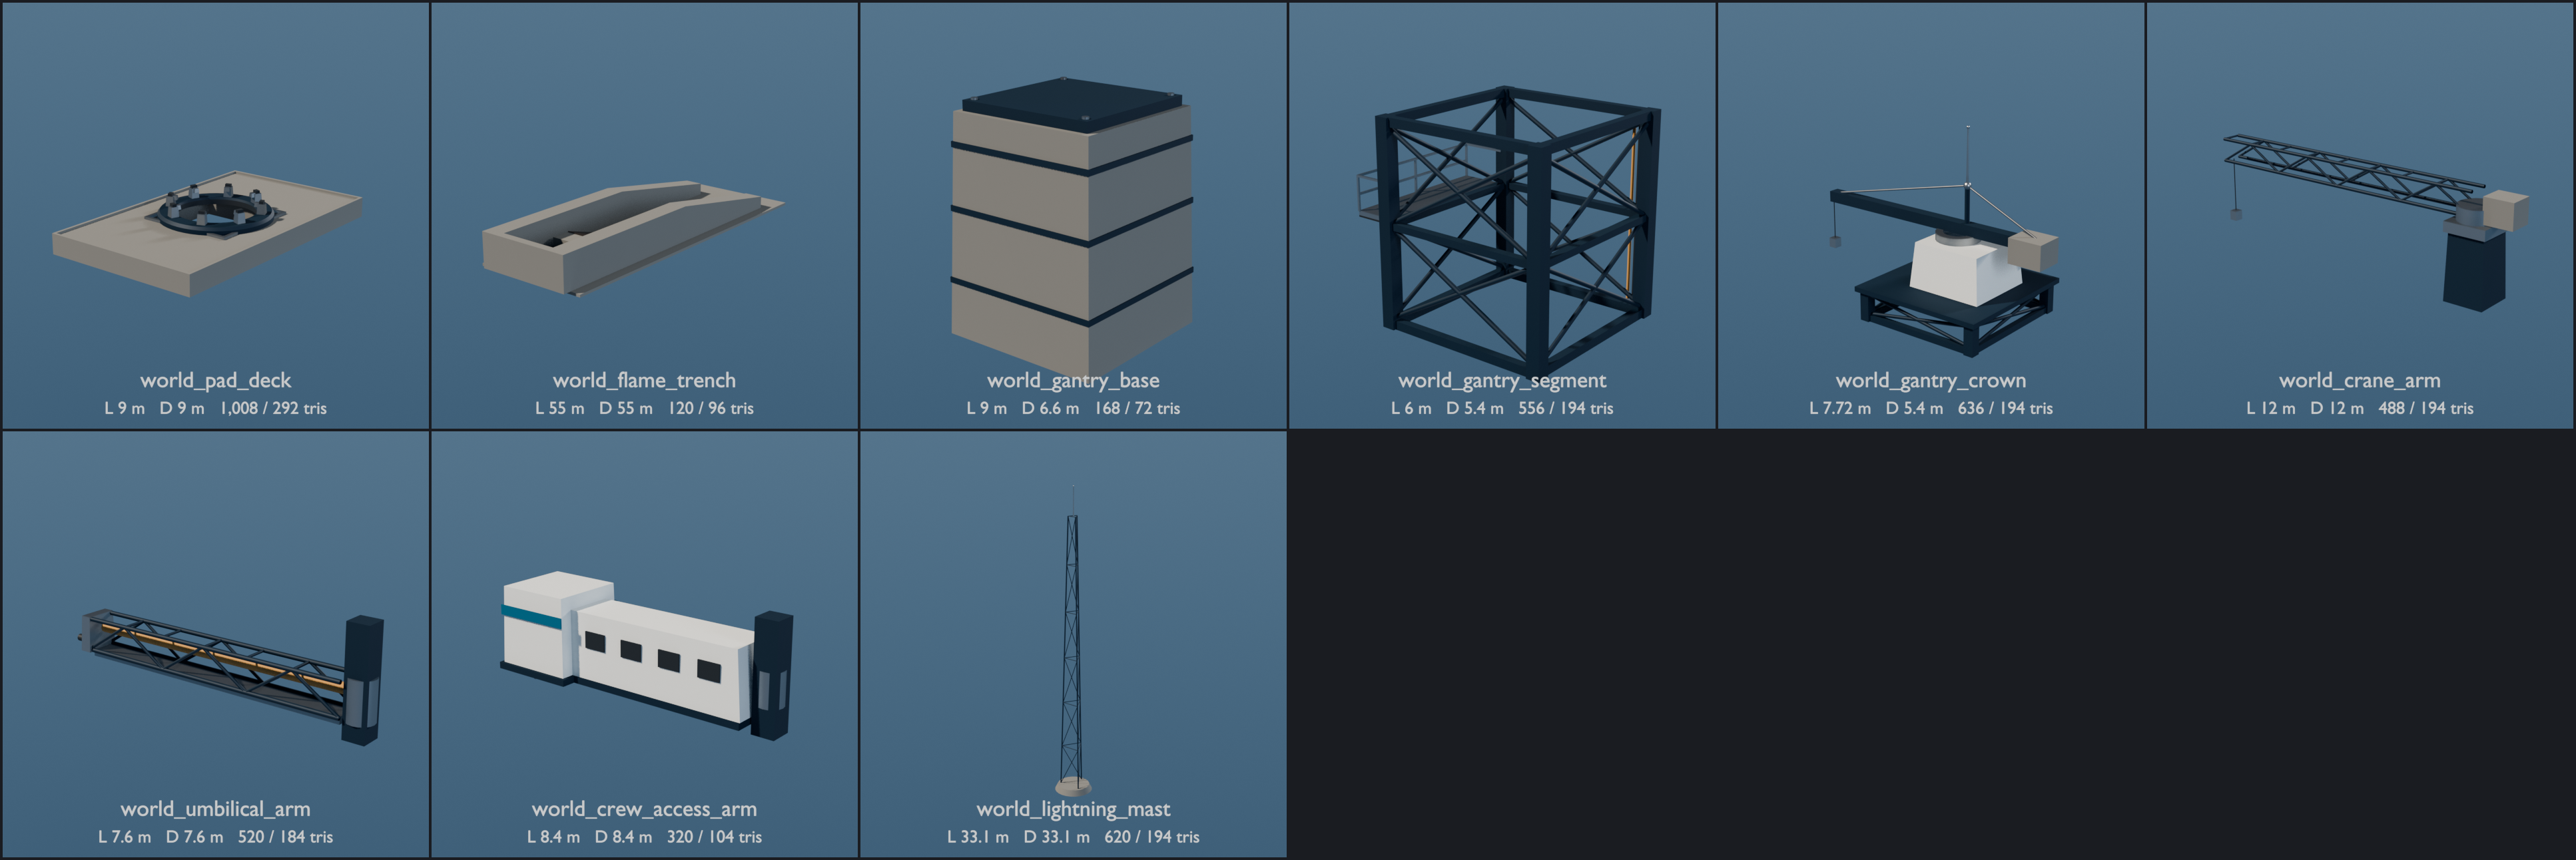 world_pad_deck
L 9 m D 9 m 1,008 / 292 tris
world_flame_trench
L 55 m D 55 m 120 / 96 tris
world_gantry_base
L 9 m D 6.6 m 168 / 72 tris
world_gantry_segment
L 6 m D 5.4 m 556 / 194 tris
world_gantry_crown
L 7.72 m D 5.4 m 636 / 194 tris
world_crane_arm
L 12 m D 12 m 488 / 194 tris
world_umbilical_arm
L 7.6 m D 7.6 m 520 / 184 tris
world_crew_access_arm
L 8.4 m D 8.4 m 320 / 104 tris
world_lightning_mast
L 33.1 m D 33.1 m 620 / 194 tris